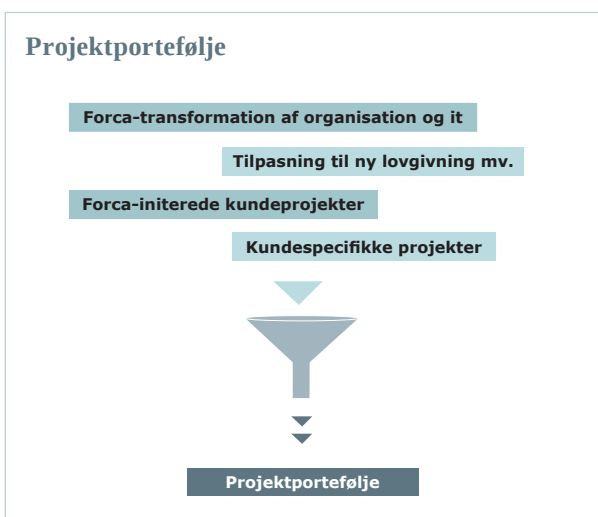 Projektportefølje
Forca-transformation af organisation og it
Tilpasning til ny lovgivning mv.
Forca-initerede kundeprojekter
Kundespecifikke projekter
Projektportefølje